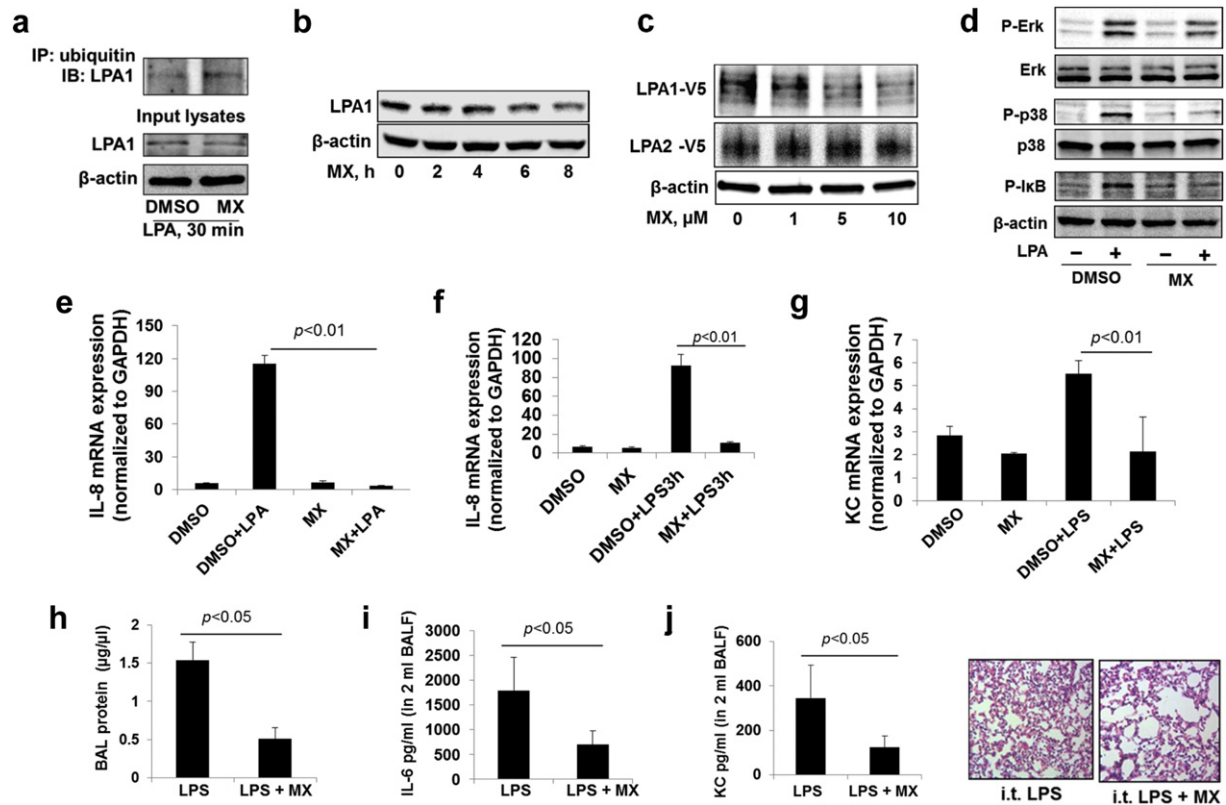 a
IP: ubiquitin
IB: LPA1
Input lysates
LPA1
β-actin
DMSO MX
LPA, 30 min
b
LPA1
β-actin
MX, h 0 2 4 6 8
c
LPA1-V5
LPA2 -V5
β-actin
MX, µM 0 1 5 10
d
P-Erk
Erk
P-p38
p38
P-IκB
β-actin
LPA − + − +
DMSO MX
e
IL-8 mRNA expression
(normalized to GAPDH)
150
120
90
60
30
0
p<0.01
DMSO
DMSO+LPA
MX
MX+LPA
f
IL-8 mRNA expression
(normalized to GAPDH)
120
100
80
60
40
20
0
p<0.01
DMSO
MX
DMSO+LPS3h
MX+LPS3h
g
KC mRNA expression
(normalized to GAPDH)
7
6
5
4
3
2
1
0
p<0.01
DMSO
MX
DMSO+LPS
MX+LPS
h
BAL protein (µg/µl)
2
1.5
1
0.5
0
p<0.05
LPS LPS + MX
i
IL-6 pg/ml (in 2 ml BALF)
3000
2500
2000
1500
1000
500
0
p<0.05
LPS LPS + MX
j
KC pg/ml (in 2 ml BALF)
600
400
200
0
p<0.05
LPS LPS + MX
i.t. LPS i.t. LPS + MX